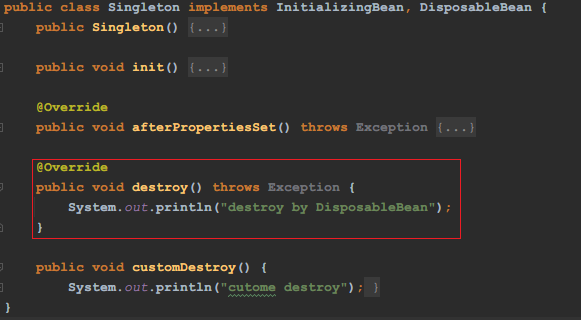 public class Singleton implements InitializingBean, DisposableBean {
public Singleton() {...}
public void init() {...}
@Override
public void afterPropertiesSet() throws Exception {...}
@Override
public void destroy() throws Exception {
System.out.println("destroy by DisposableBean");
}
public void customDestroy() {
System.out.println("cutome destroy"); }
}